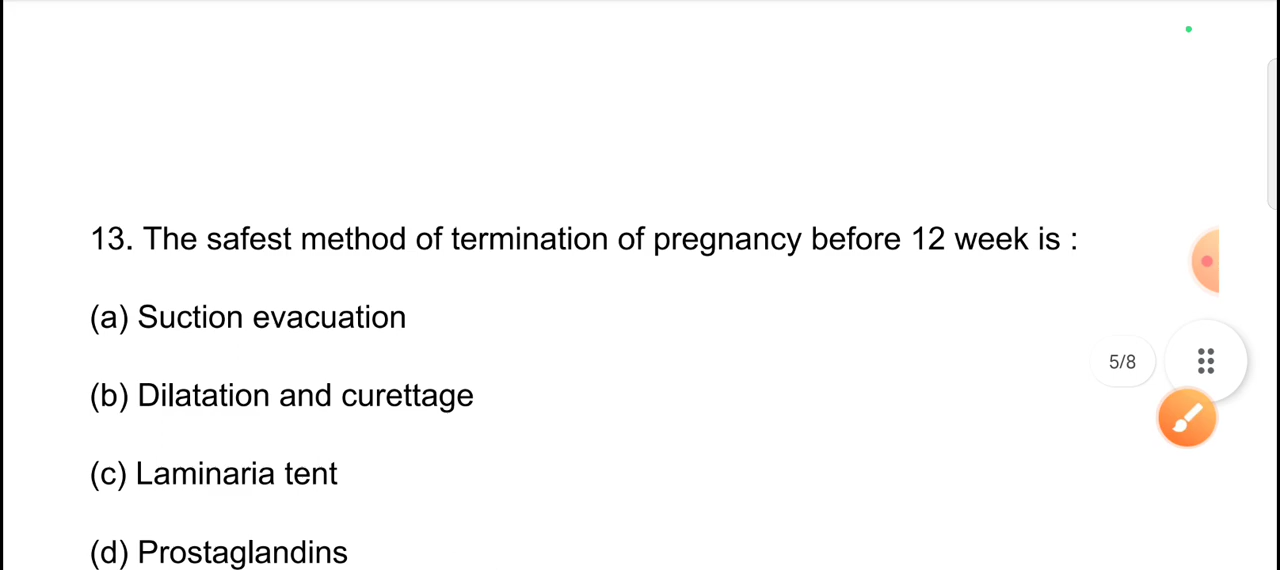 13. The safest method of termination of pregnancy before 12 week is :
(a) Suction evacuation
(b) Dilatation and curettage
5/8
(c) Laminaria tent
(d) Prostaglandins